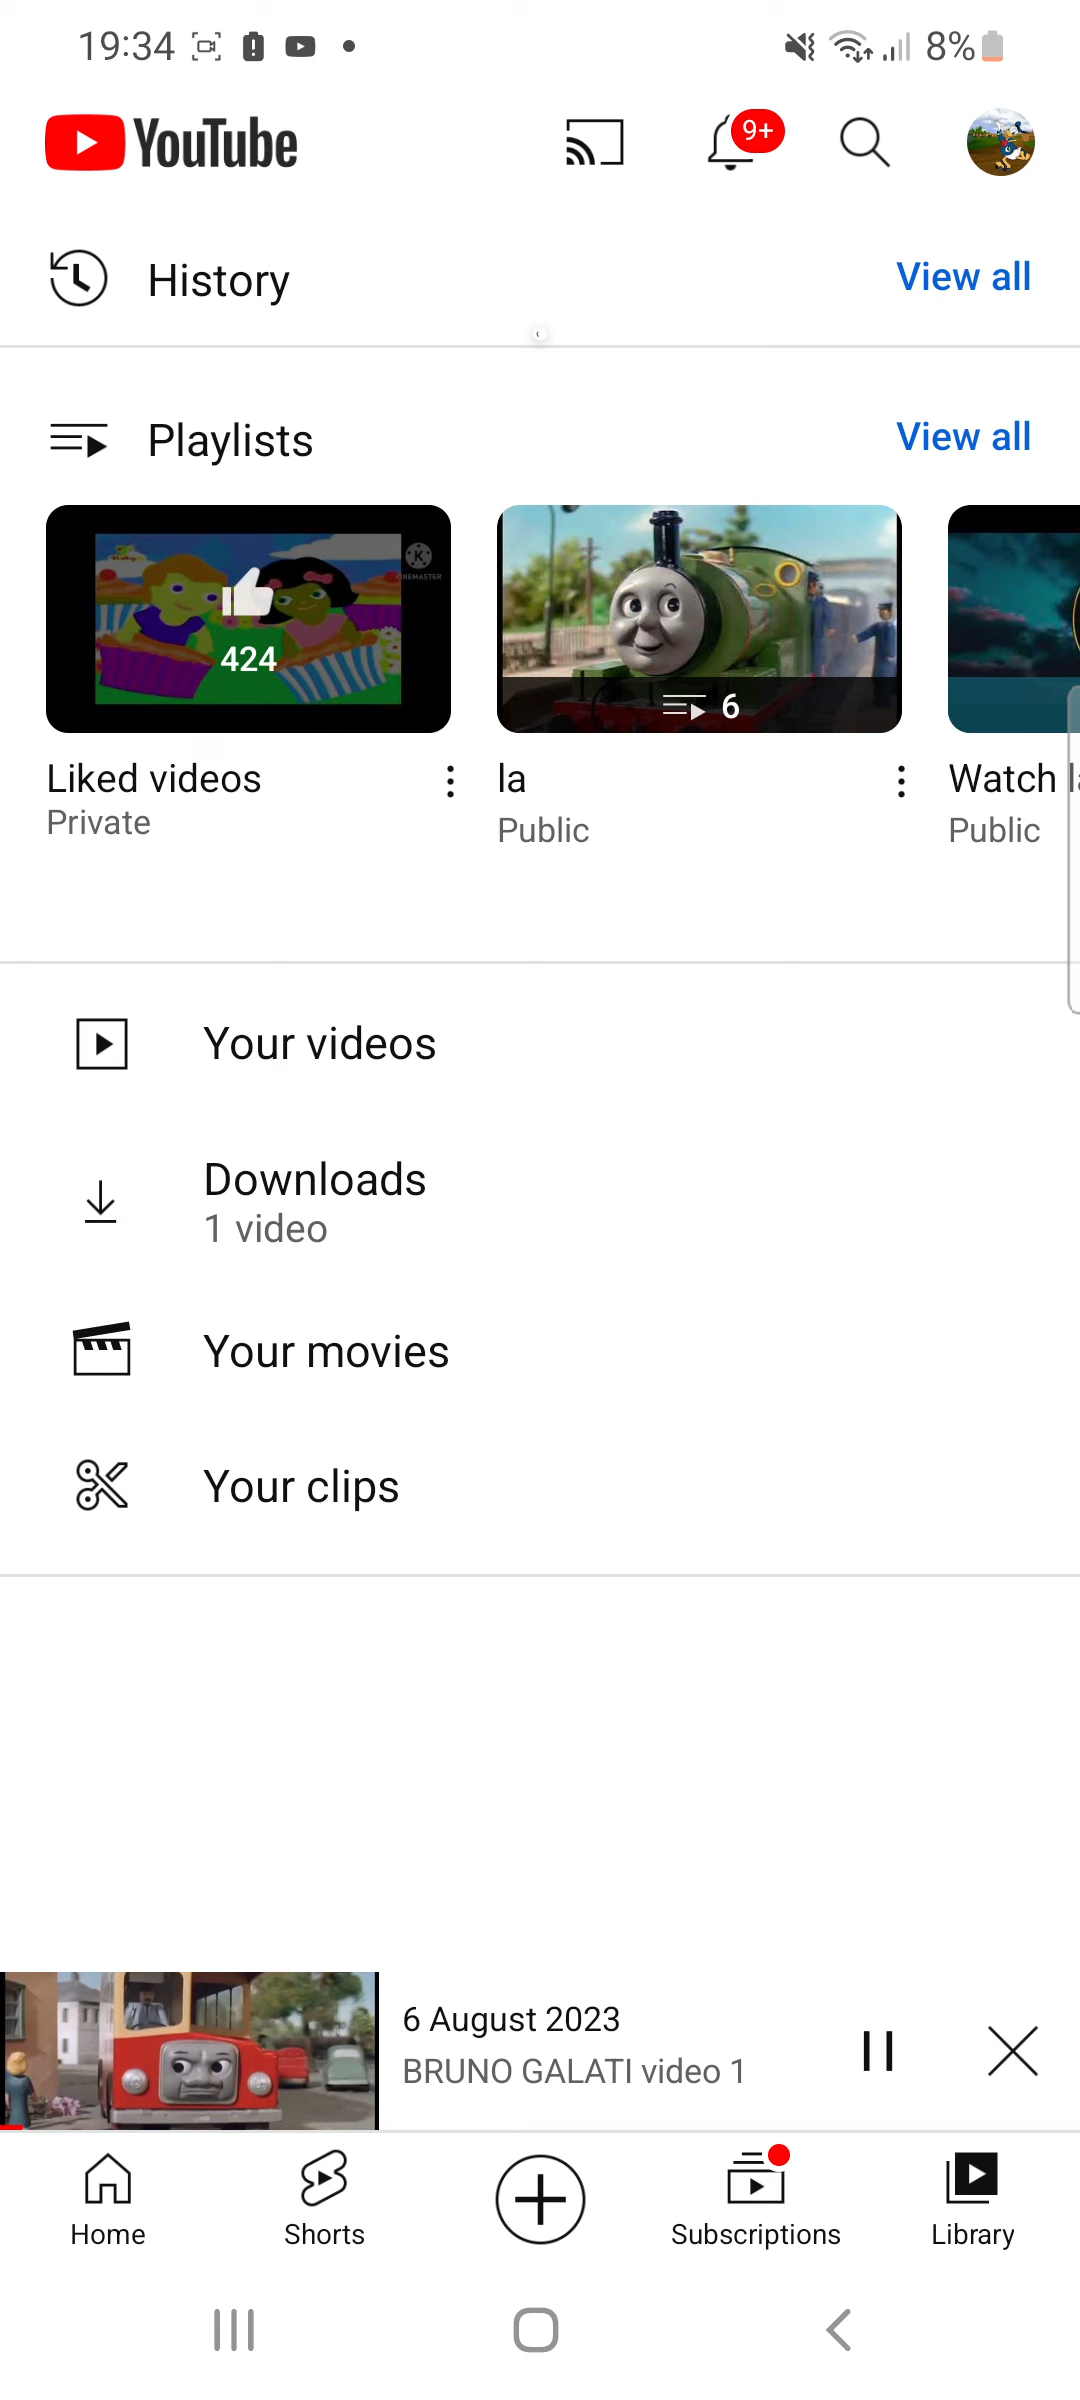 19:34
8%
YouTube
9+
History
View all
Playlists
View all
K
NEMASTER
424
6
Liked videos
Private
la
Public
Watch
Public
Your videos
Downloads
1 video
Your movies
Your clips
6 August 2023
BRUNO GALATI video 1
Home
Shorts
Subscriptions
Library